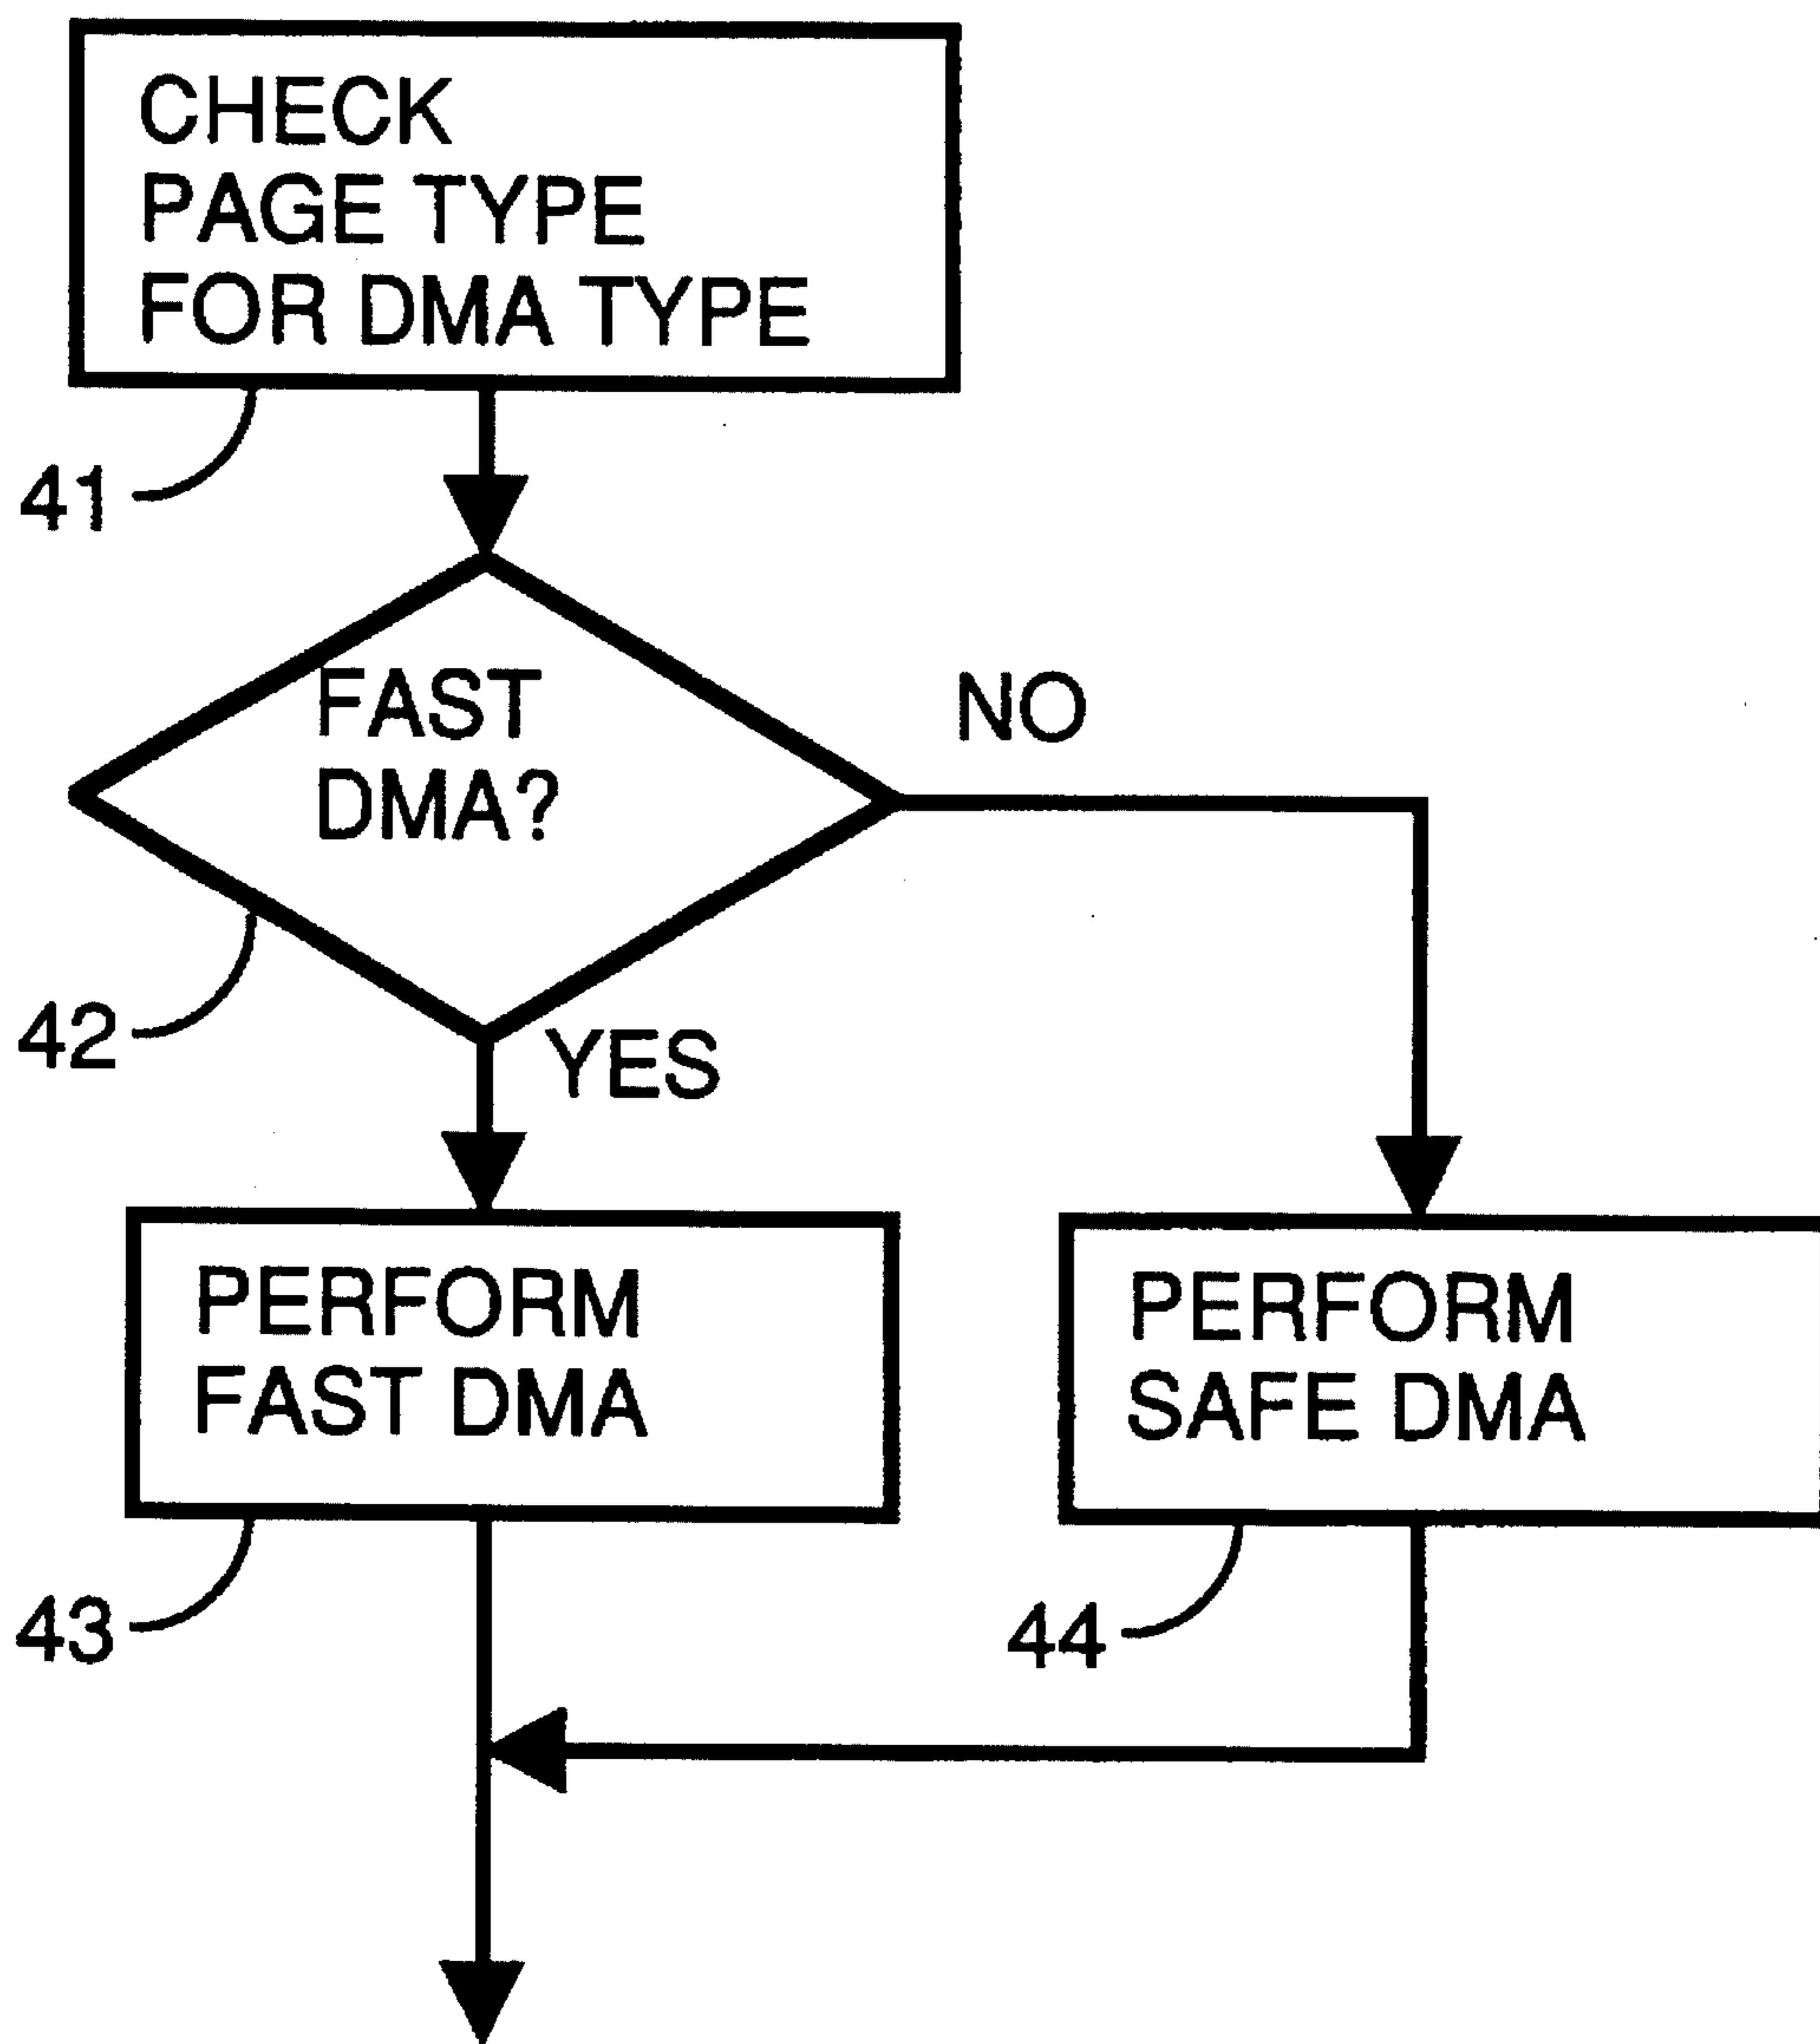 CHECK
PAGE TYPE
FOR DMA TYPE
41
FAST
DMA?
NO
42
YES
PERFORM
FAST DMA
PERFORM
SAFE DMA
43
44